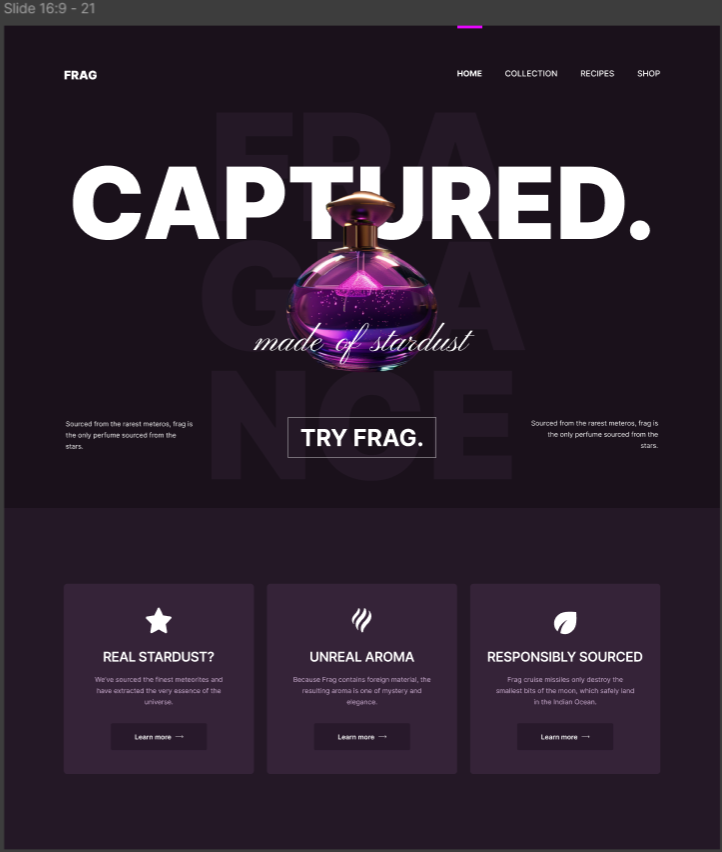 Slide 16:9 - 21
FRAG
HOME COLLECTION RECIPES SHOP
FRA
GRA
NCE
CAPTURED.
made of stardust
Sourced from the rarest meteros, frag is
the only perfume sourced from the
stars.
TRY FRAG.
Sourced from the rarest meteros, frag is
the only perfume sourced from the
stars.
REAL STARDUST?
We've sourced the finest meteorites and
have extracted the very essence of the
universe.
Learn more →
UNREAL AROMA
Because Frag contains foreign material, the
resulting aroma is one of mystery and
elegance.
Learn more →
RESPONSIBLY SOURCED
Frag cruise missiles only destroy the
smallest bits of the moon, which safely land
in the Indian Ocean.
Learn more →